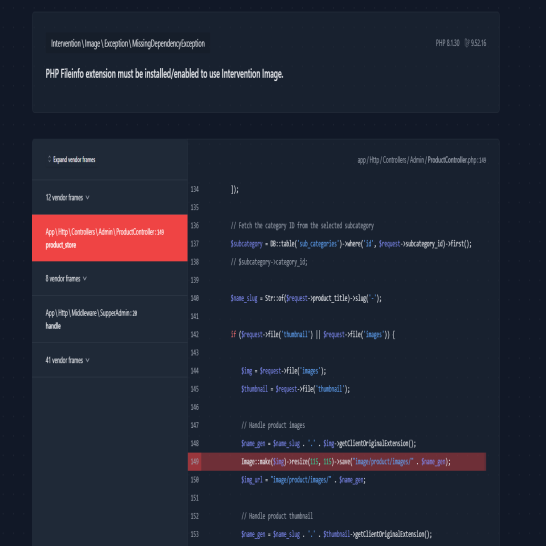 Intervention \ Image \ Exception \ MissingDependencyException
PHP 8.1.30 9.52.16
PHP Fileinfo extension must be installed/enabled to use Intervention Image.
Expand vendor frames
app / Http / Controllers / Admin / ProductController.php : 149
12 vendor frames
App \ Http \ Controllers \ Admin \ ProductController : 149
product_store
8 vendor frames
App \ Http \ Middleware \ SupperAdmin : 20
handle
41 vendor frames
134 ]);
135
136 // Fetch the category ID from the selected subcategory
137 $subcategory = DB::table('sub_categories')->where('id', $request->subcategory_id)->first();
138 // $subcategory->category_id;
139
140 $name_slug = Str::of($request->product_title)->slug('-');
141
142 if ($request->file('thumbnail') || $request->file('images')) {
143
144 $img = $request->file('images');
145 $thumbnail = $request->file('thumbnail');
146
147 // Handle product images
148 $name_gen = $name_slug . '.' . $img->getClientOriginalExtension();
149 Image::make($img)->resize(115, 115)->save("image/product/images/" . $name_gen);
150 $img_url = "image/product/images/" . $name_gen;
151
152 // Handle product thumbnail
153 $name_gen = $name_slug . '.' . $thumbnail->getClientOriginalExtension();